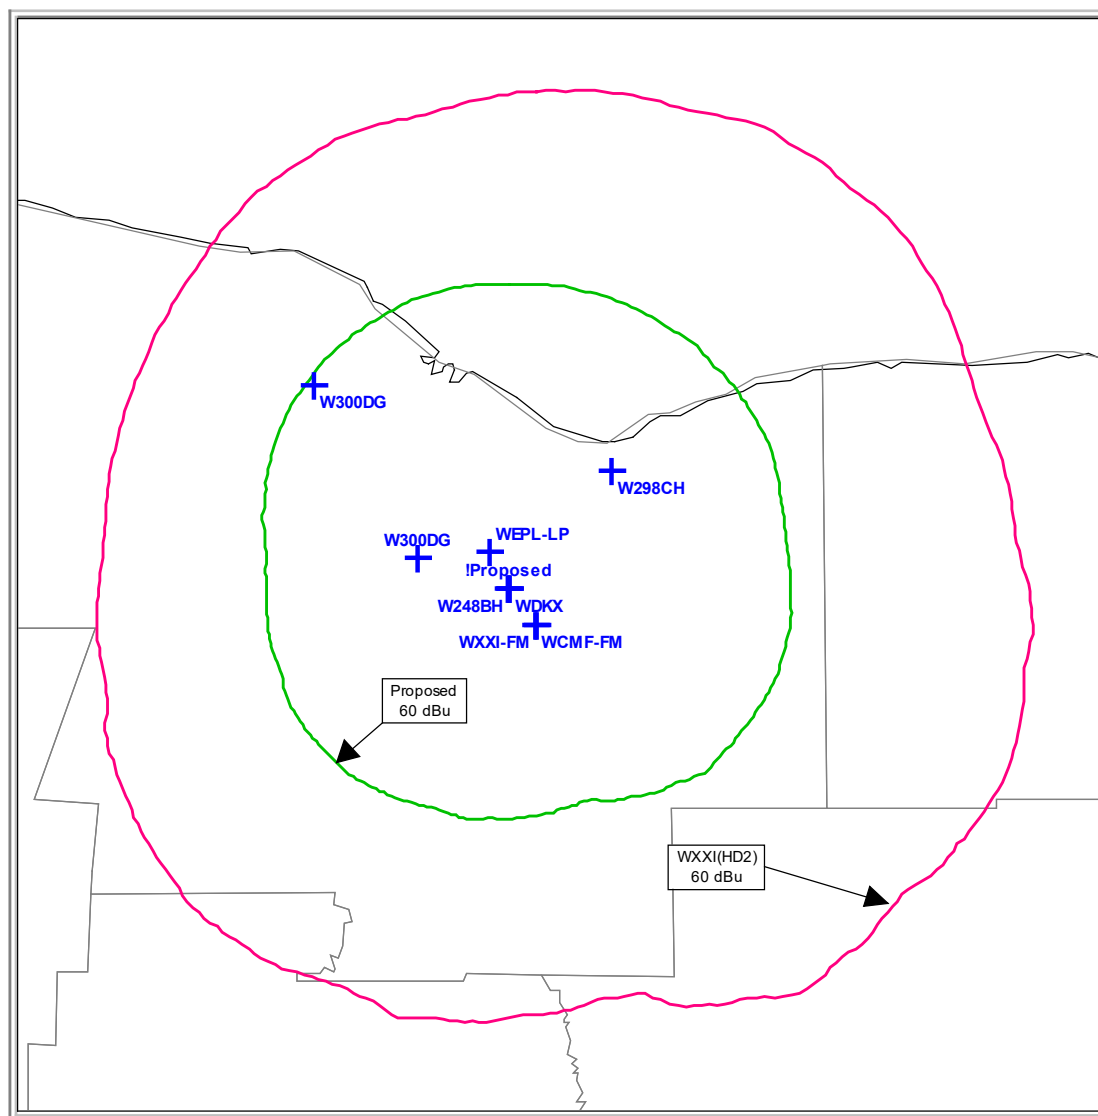 W300DG
W298CH
WEPL-LP
W300DG
!Proposed
W248BH
WDKX
WXXI-FM
WCMF-FM
Proposed
60 dBu
WXXI(HD2)
60 dBu